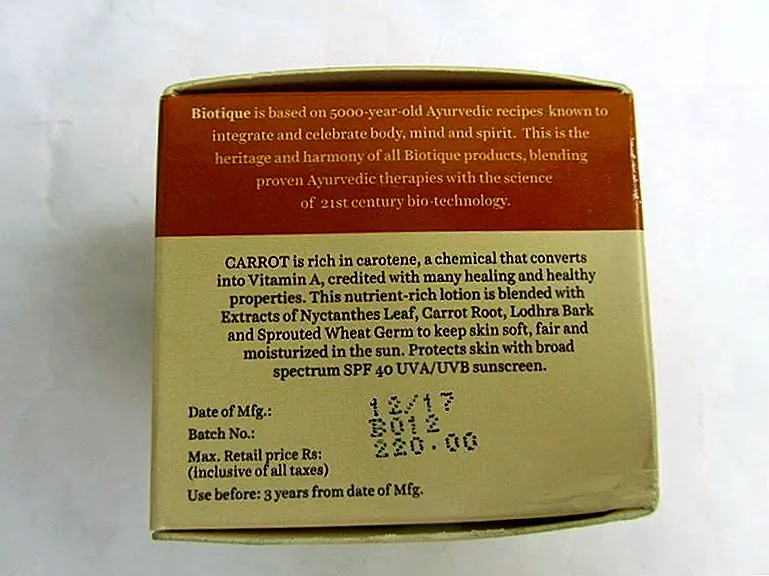 Biotique is based on 5000-year-old Ayurvedic recipes known to
integrate and celebrate body, mind and spirit. This is the
heritage and harmony of all Biotique products, blending
proven Ayurvedic therapies with the science
of 21st century bio-technology.
CARROT is rich in carotene, a chemical that converts
into Vitamin A, credited with many healing and healthy
properties. This nutrient-rich lotion is blended with
Extracts of Nyctanthes Leaf, Carrot Root, Lodhra Bark
and Sprouted Wheat Germ to keep skin soft, fair and
moisturized in the sun. Protects skin with broad
spectrum SPF 40 UVA/UVB sunscreen.
Date of Mfg.: 12/17
Batch No.: B012
Max. Retail price Rs: 220.00
(inclusive of all taxes)
Use before: 3 years from date of Mfg.